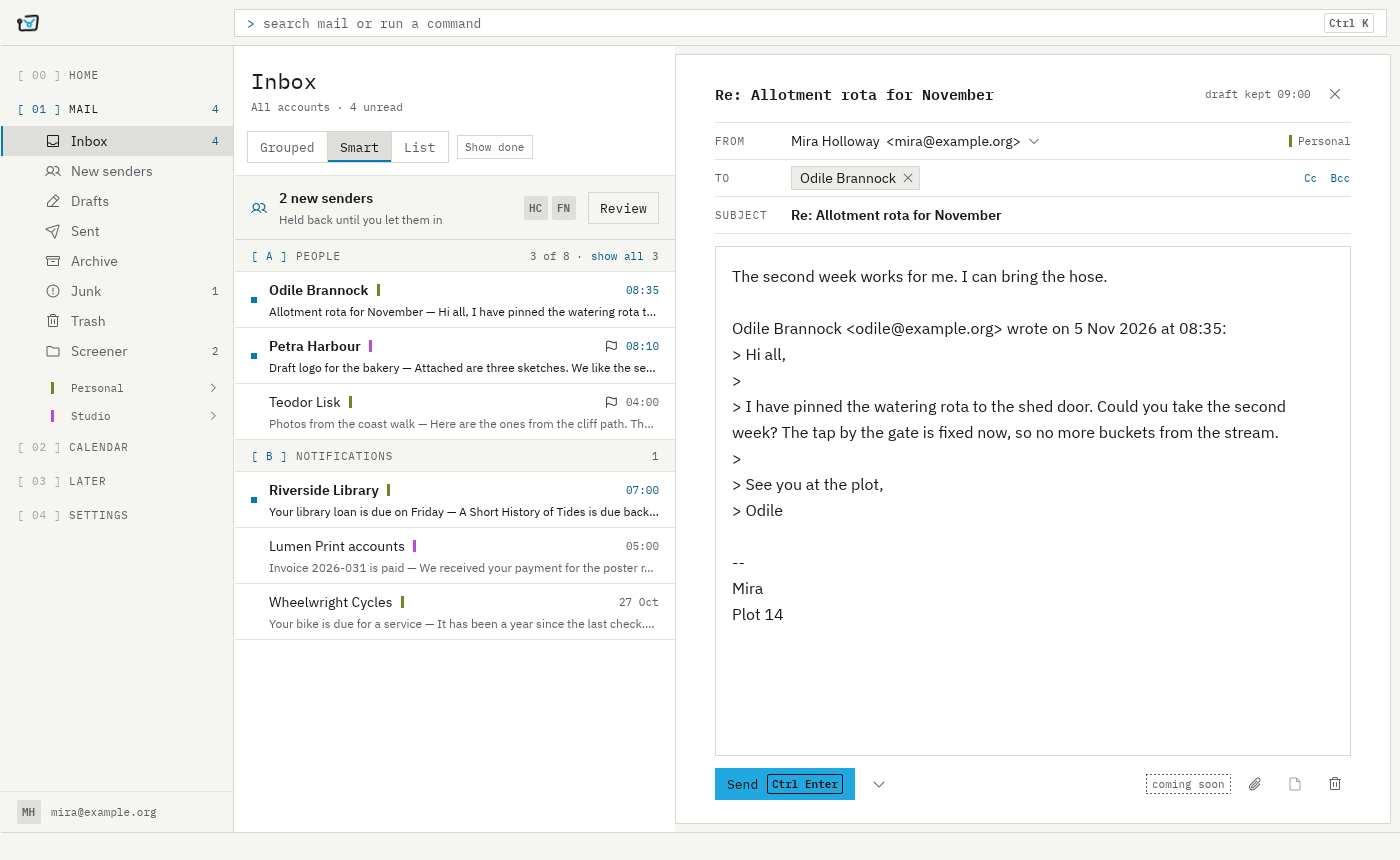 > search mail or run a command
Ctrl K
[ 00 ] HOME
[ 01 ] MAIL 4
Inbox 4
New senders
Drafts
Sent
Archive
Junk 1
Trash
Screener 2
Personal
Studio
[ 02 ] CALENDAR
[ 03 ] LATER
[ 04 ] SETTINGS
MH mira@example.org
Inbox
All accounts · 4 unread
Grouped Smart List Show done
2 new senders
Held back until you let them in
HC FN Review
[ A ] PEOPLE 3 of 8 · show all 3
Odile Brannock 08:35
Allotment rota for November — Hi all, I have pinned the watering rota t…
Petra Harbour 08:10
Draft logo for the bakery — Attached are three sketches. We like the se…
Teodor Lisk 04:00
Photos from the coast walk — Here are the ones from the cliff path. Th…
[ B ] NOTIFICATIONS 1
Riverside Library 07:00
Your library loan is due on Friday — A Short History of Tides is due back…
Lumen Print accounts 05:00
Invoice 2026-031 is paid — We received your payment for the poster r…
Wheelwright Cycles 27 Oct
Your bike is due for a service — It has been a year since the last check.…
Re: Allotment rota for November draft kept 09:00
FROM Mira Holloway <mira@example.org> Personal
TO Odile Brannock Cc Bcc
SUBJECT Re: Allotment rota for November
The second week works for me. I can bring the hose.
Odile Brannock <odile@example.org> wrote on 5 Nov 2026 at 08:35:
> Hi all,
>
> I have pinned the watering rota to the shed door. Could you take the second
week? The tap by the gate is fixed now, so no more buckets from the stream.
>
> See you at the plot,
> Odile
--
Mira
Plot 14
Send Ctrl Enter
coming soon